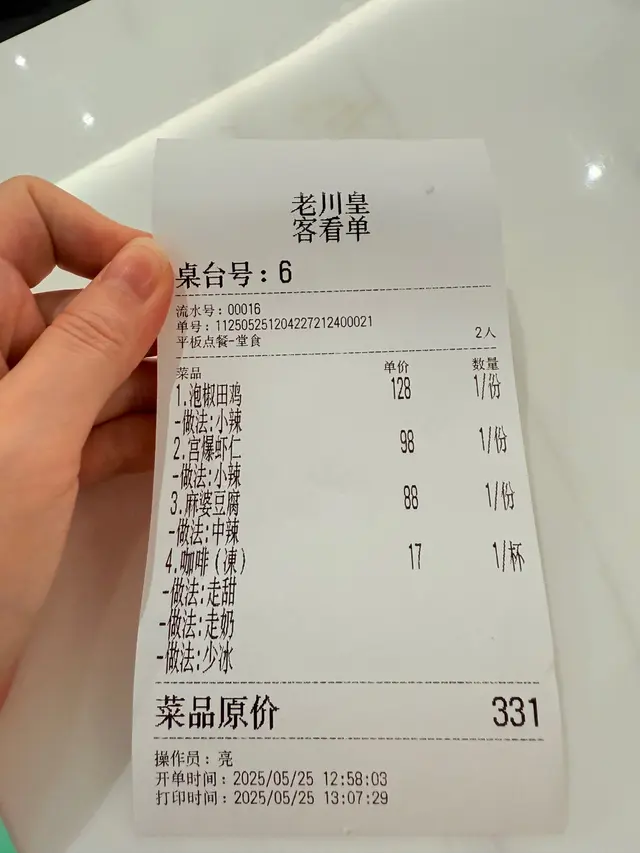 老川皇
客看单
桌台号：6
流水号：00016
单号：112505251204227212400021
平板点餐-堂食 2人
菜品 单价 数量
1.泡椒田鸡 128 1/份
-做法:小辣
2.宫爆虾仁 98 1/份
-做法:小辣
3.麻婆豆腐 88 1/份
-做法:中辣
4.咖啡(凍) 17 1/杯
-做法:走甜
-做法:走奶
-做法:少冰
菜品原价 331
操作员：亮
开单时间：2025/05/25 12:58:03
打印时间：2025/05/25 13:07:29